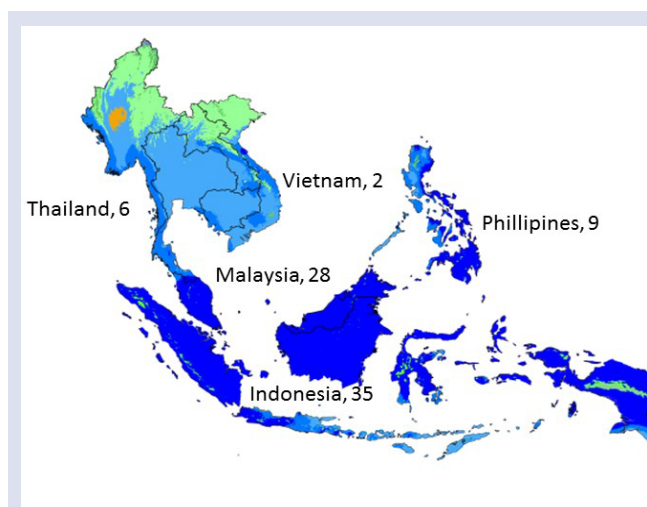 Vietnam, 2
Thailand, 6
Phillipines, 9
Malaysia, 28
Indonesia, 35